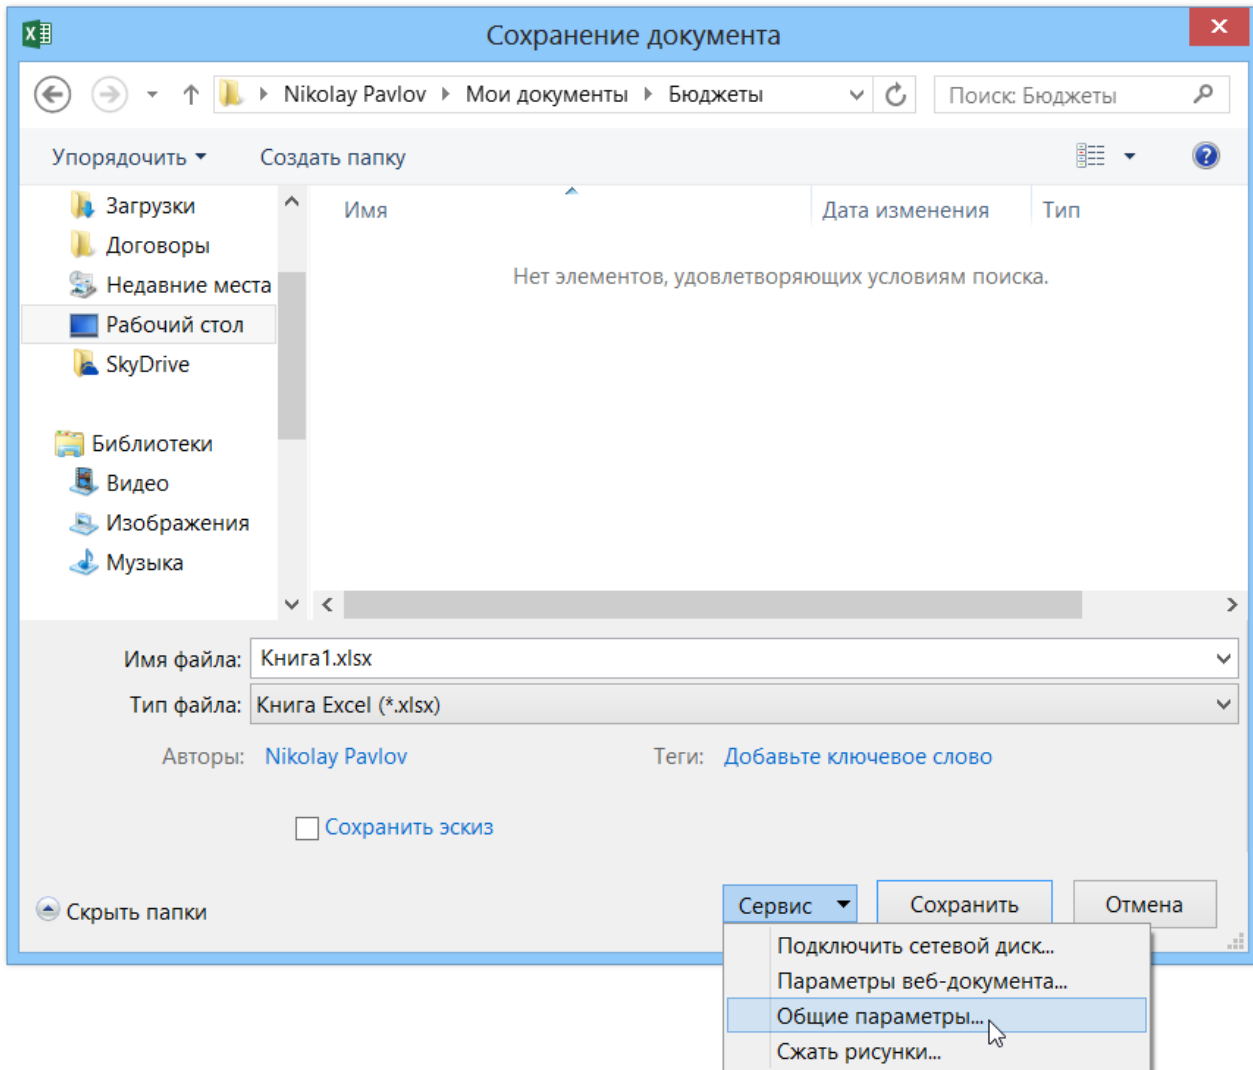 Сохранение документа
Nikolay Pavlov Мои документы Бюджеты Поиск: Бюджеты
Упорядочить Создать папку
Имя Дата изменения Тип
Нет элементов, удовлетворяющих условиям поиска.
Загрузки
Договоры
Недавние места
Рабочий стол
SkyDrive
Библиотеки
Видео
Изображения
Музыка
Имя файла: Книга1.xlsx
Тип файла: Книга Excel (*.xlsx)
Авторы: Nikolay Pavlov Теги: Добавьте ключевое слово
Сохранить эскиз
Скрыть папки Сервис Сохранить Отмена
Подключить сетевой диск...
Параметры веб-документа...
Общие параметры...
Сжать рисунки...